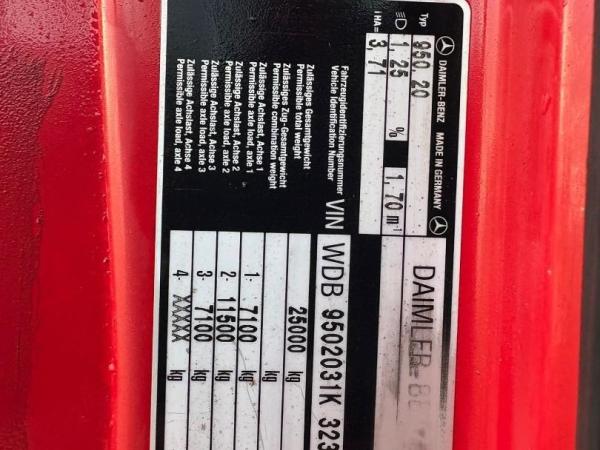 DAIMLER-BENZ MADE IN GERMANY
Typ 950.20 DAIMLER-BE
1,25 % 1,70 m-1
iHA= 3,71
Fahrzeugidentifizierungsnummer
Vehicle Identification Number VIN WDB 9502031K 323
Zulässiges Gesamtgewicht
Permissible total weight 25000 kg
Zulässiges Zug-Gesamtgewicht
Permissible combination weight kg
Zulässige Achslast, Achse 1
Permissible axle load, axle 1 1- 7100 kg
Zulässige Achslast, Achse 2
Permissible axle load, axle 2 2- 11500 kg
Zulässige Achslast, Achse 3
Permissible axle load, axle 3 3- 7100 kg
Zulässige Achslast, Achse 4
Permissible axle load, axle 4 4- XXXXX kg